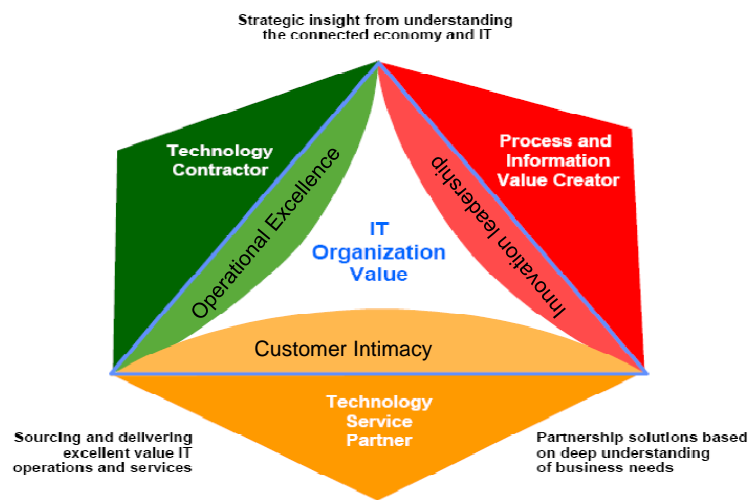 Strategic insight from understanding
the connected economy and IT
Technology
Contractor
Process and
Information
Value Creator
Operational Excellence
Innovation leadership
IT
Organization
Value
Customer Intimacy
Technology
Service
Partner
Sourcing and delivering
excellent value IT
operations and services
Partnership solutions based
on deep understanding
of business needs